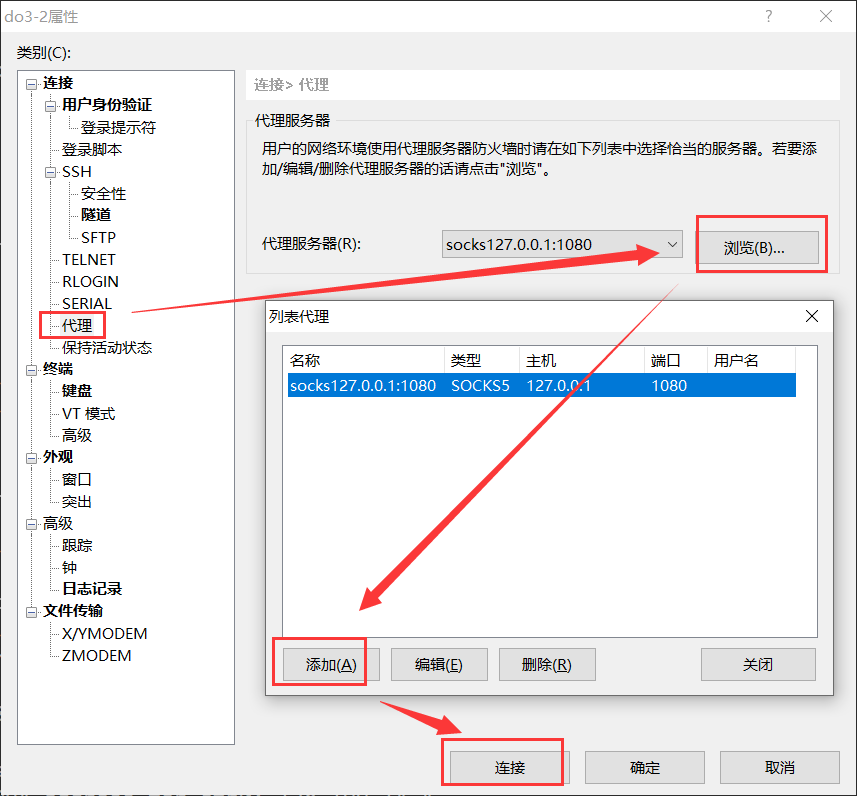 do3-2属性
类别(C):
连接
用户身份验证
登录提示符
登录脚本
SSH
安全性
隧道
SFTP
TELNET
RLOGIN
SERIAL
代理
保持活动状态
终端
键盘
VT 模式
高级
外观
窗口
突出
高级
跟踪
钟
日志记录
文件传输
X/YMODEM
ZMODEM
连接> 代理
代理服务器
用户的网络环境使用代理服务器防火墙时请在如下列表中选择恰当的服务器。若要添
加/编辑/删除代理服务器的话请点击"浏览"。
代理服务器(R): socks127.0.0.1:1080 浏览(B)...
列表代理
名称 类型 主机 端口 用户名
socks127.0.0.1:1080 SOCKS5 127.0.0.1 1080
添加(A) 编辑(E) 删除(R) 关闭
连接 确定 取消